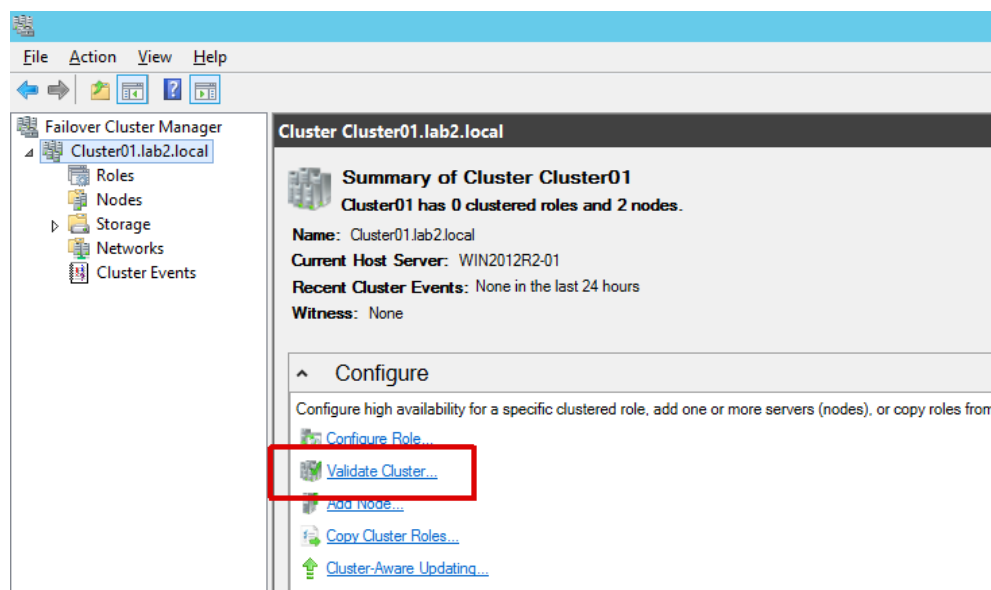 File Action View Help
Failover Cluster Manager
Cluster01.lab2.local
Roles
Nodes
Storage
Networks
Cluster Events
Cluster Cluster01.lab2.local
Summary of Cluster Cluster01
Cluster01 has 0 clustered roles and 2 nodes.
Name: Cluster01.lab2.local
Current Host Server: WIN2012R2-01
Recent Cluster Events: None in the last 24 hours
Witness: None
Configure
Configure high availability for a specific clustered role, add one or more servers (nodes), or copy roles from
Configure Role...
Validate Cluster...
Add Node...
Copy Cluster Roles...
Cluster-Aware Updating...